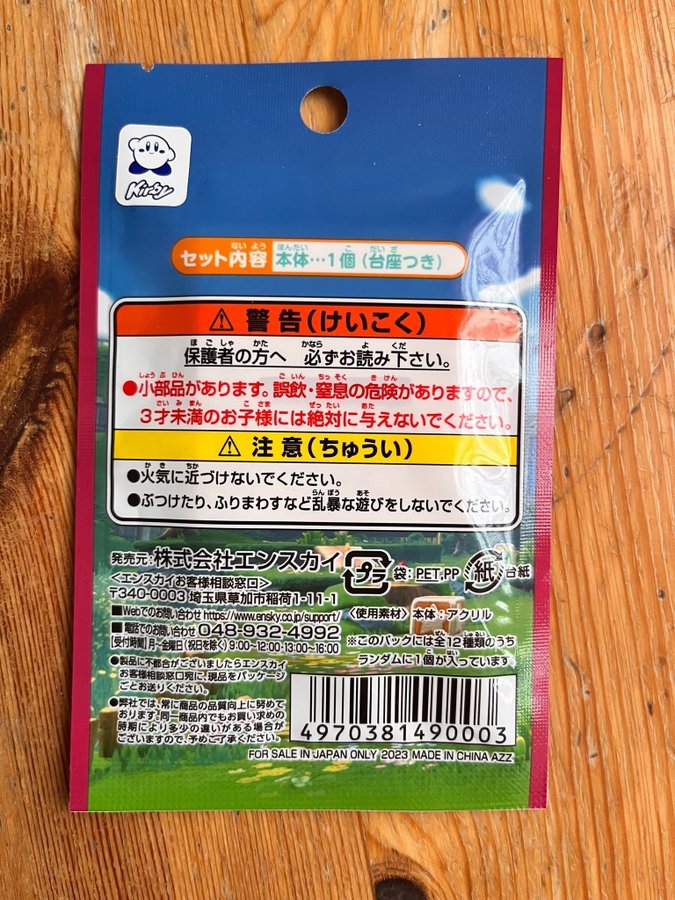 Kirby
セット内容 本体…1個(台座つき)
⚠ 警告(けいこく)
保護者の方へ 必ずお読み下さい。
●小部品があります。誤飲・窒息の危険がありますので、
3才未満のお子様には絶対に与えないでください。
⚠ 注意(ちゅうい)
●火気に近づけないでください。
●ぶつけたり、ふりまわすなど乱暴な遊びをしないでください。
発売元:株式会社エンスカイ
<エンスカイお客様相談窓口>
〒340-0003 埼玉県草加市稲荷1-11-1
■Webでのお問い合わせ https://www.ensky.co.jp/support/
■電話でのお問い合わせ 048-932-4992
【受付時間】月~金曜日(祝日を除く)9:00~12:00・13:00~16:00
●製品に不都合がございましたらエンスカイ
お客様相談窓口宛に、現品をパッケージ
ごとお送りください。
●弊社では、常に商品の品質向上に努めて
おります。同一商品内でもお買い求めの
時期により多少の違いがある場合が
ございますので、予めご了承ください。
プラ 袋:PET,PP 紙 台紙
<使用素材>本体:アクリル
※このパックには全12種類のうち
ランダムに1個が入っています。
4970381490003
FOR SALE IN JAPAN ONLY 2023 MADE IN CHINA AZZ